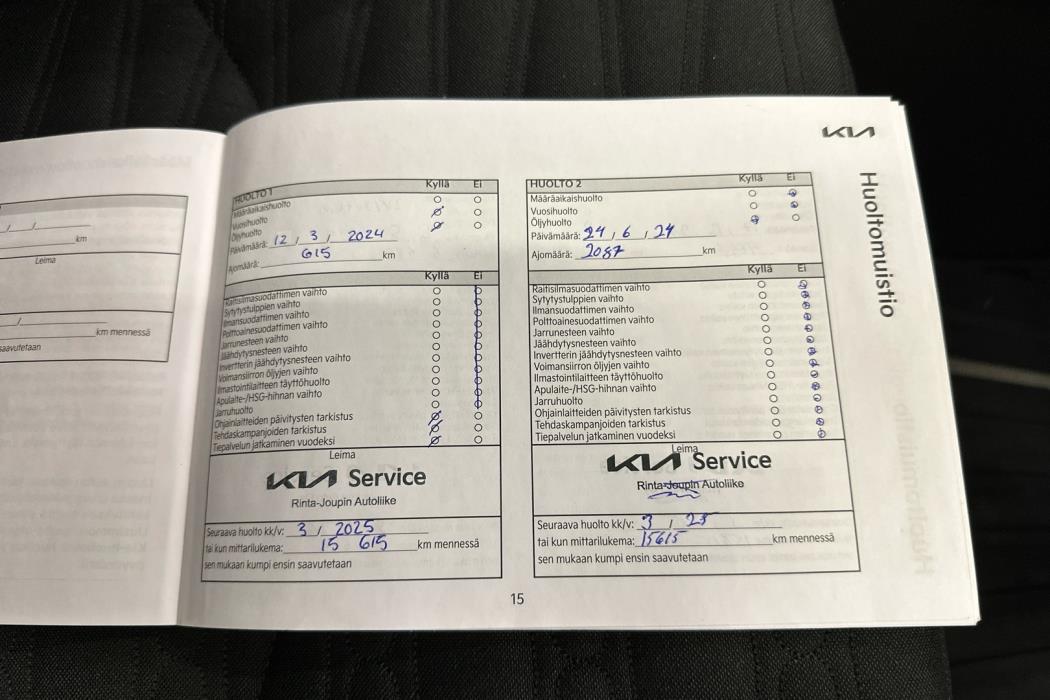 / /
km
Leima
/
km mennessä
saavutetaan
KIA
Huoltomuistio
HUOLTO 1 Kyllä Ei
Määräaikaishuolto
Vuosihuolto
Öljyhuolto
Päivämäärä: 12 / 3 / 2024
Ajomäärä: 615 km
Kyllä Ei
Raitisilmasuodattimen vaihto
Sytytystulppien vaihto
Ilmansuodattimen vaihto
Polttoainesuodattimen vaihto
Jarrunesteen vaihto
Jäähdytysnesteen vaihto
Invertterin jäähdytysnesteen vaihto
Voimansiirron öljyjen vaihto
Ilmastointilaitteen täyttöhuolto
Apulaite-/HSG-hihnan vaihto
Jarruhuolto
Ohjainlaitteiden päivitysten tarkistus
Tehdaskampanjoiden tarkistus
Tiepalvelun jatkaminen vuodeksi
Leima
KIA Service
Rinta-Joupin Autoliike
Seuraava huolto kk/v: 3 / 2025
tai kun mittarilukema: 15 615 km mennessä
sen mukaan kumpi ensin saavutetaan
HUOLTO 2 Kyllä Ei
Määräaikaishuolto
Vuosihuolto
Öljyhuolto
Päivämäärä: 24 / 6 / 24
Ajomäärä: 2087 km
Kyllä Ei
Raitisilmasuodattimen vaihto
Sytytystulppien vaihto
Ilmansuodattimen vaihto
Polttoainesuodattimen vaihto
Jarrunesteen vaihto
Jäähdytysnesteen vaihto
Invertterin jäähdytysnesteen vaihto
Voimansiirron öljyjen vaihto
Ilmastointilaitteen täyttöhuolto
Apulaite-/HSG-hihnan vaihto
Jarruhuolto
Ohjainlaitteiden päivitysten tarkistus
Tehdaskampanjoiden tarkistus
Tiepalvelun jatkaminen vuodeksi
Leima
KIA Service
Rinta-Joupin Autoliike
Seuraava huolto kk/v: 3 / 25
tai kun mittarilukema: 15615 km mennessä
sen mukaan kumpi ensin saavutetaan
15